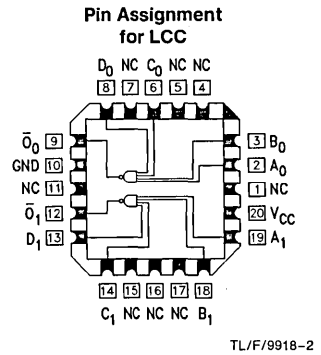 Pin Assignment
for LCC
D0 NC C0 NC NC
8 7 6 5 4
Ō0 9
GND 10
NC 11
Ō1 12
D1 13
3 B0
2 A0
1 NC
20 VCC
19 A1
14 15 16 17 18
C1 NC NC NC B1
TL/F/9918-2